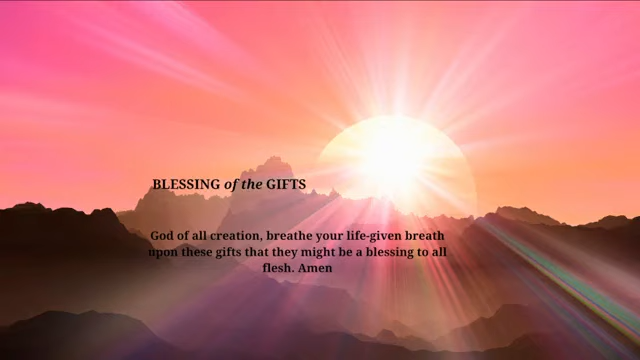 BLESSING of the GIFTS
God of all creation, breathe your life-given breath
upon these gifts that they might be a blessing to all
flesh. Amen